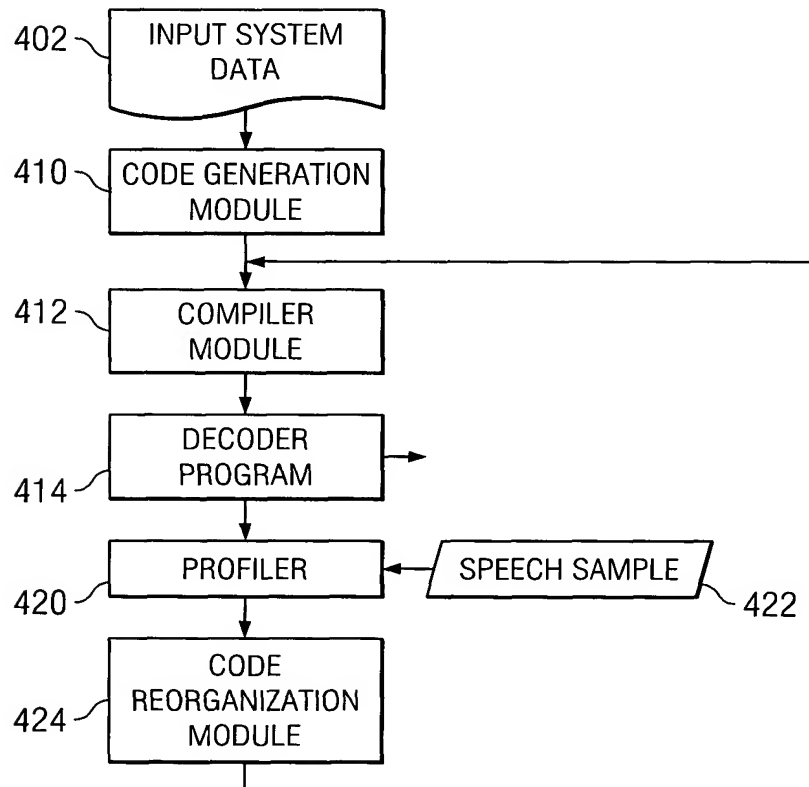 402
INPUT SYSTEM
DATA
410
CODE GENERATION
MODULE
412
COMPILER
MODULE
414
DECODER
PROGRAM
420
PROFILER
SPEECH SAMPLE
422
424
CODE
REORGANIZATION
MODULE